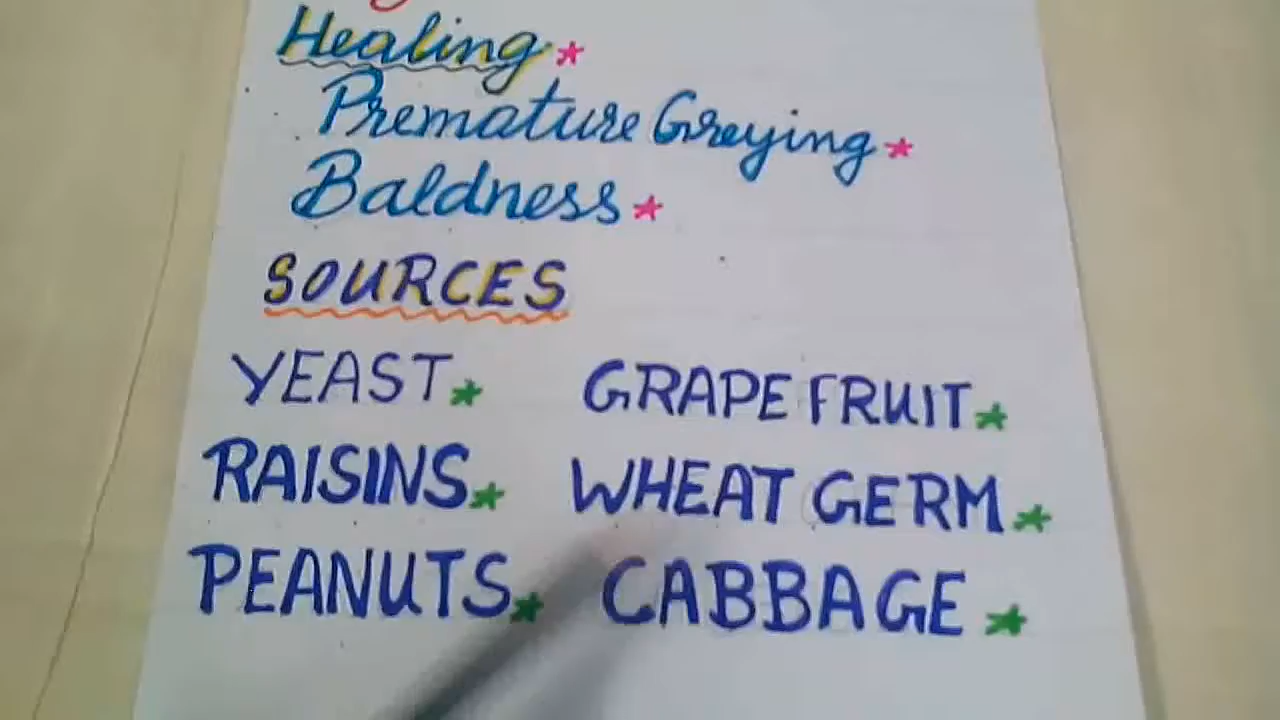 Healing *
Premature Greying *
Baldness *
SOURCES
YEAST * GRAPE FRUIT *
RAISINS * WHEAT GERM *
PEANUTS * CABBAGE *